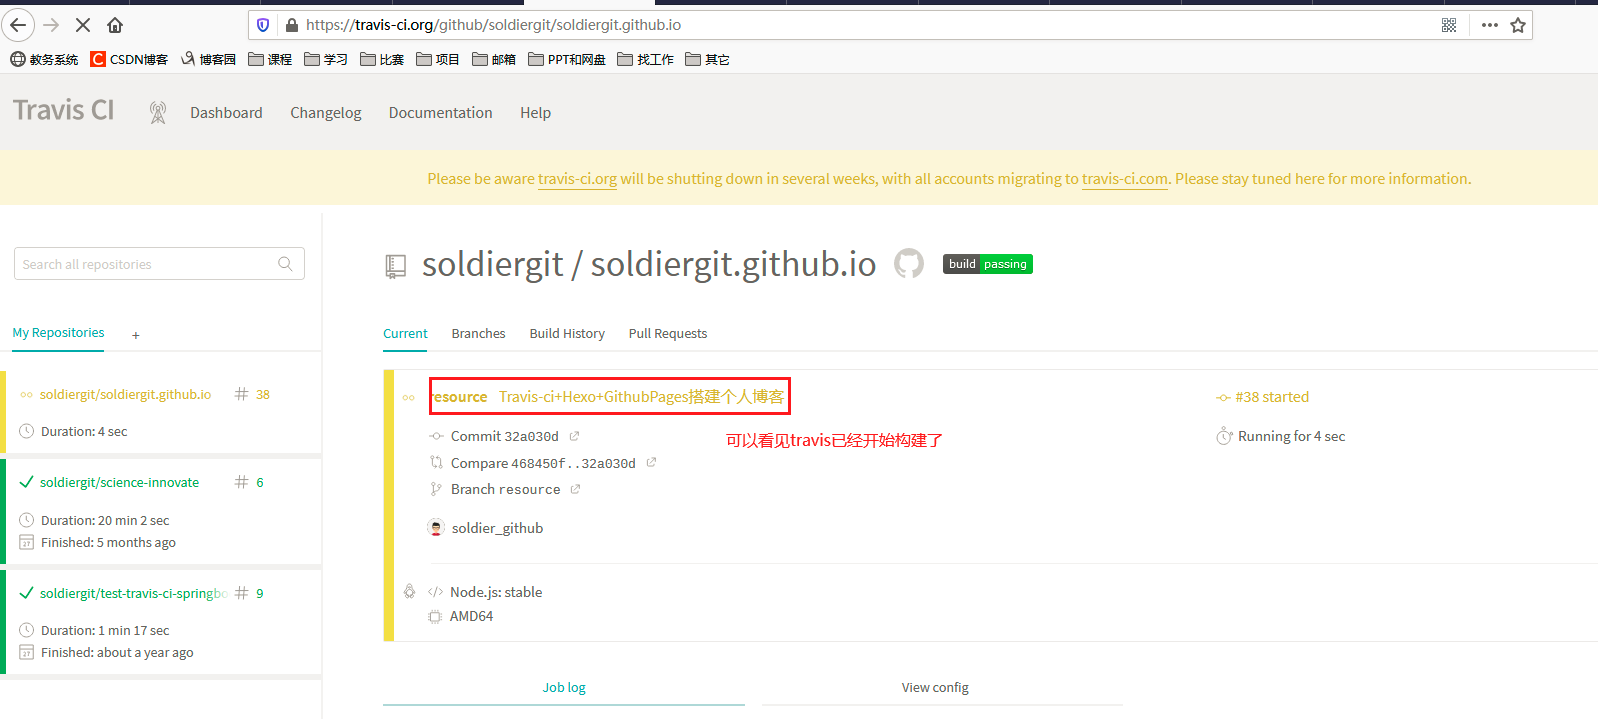 https://travis-ci.org/github/soldiergit/soldiergit.github.io
教务系统 CSDN博客 博客园 课程 学习 比赛 项目 邮箱 PPT和网盘 找工作 其它
Travis CI Dashboard Changelog Documentation Help
Please be aware travis-ci.org will be shutting down in several weeks, with all accounts migrating to travis-ci.com. Please stay tuned here for more information.
Search all repositories
My Repositories +
soldiergit/soldiergit.github.io # 38
Duration: 4 sec
soldiergit/science-innovate # 6
Duration: 20 min 2 sec
Finished: 5 months ago
soldiergit/test-travis-ci-springbo # 9
Duration: 1 min 17 sec
Finished: about a year ago
soldiergit / soldiergit.github.io build passing
Current Branches Build History Pull Requests
resource Travis-ci+Hexo+GithubPages搭建个人博客
#38 started
Commit 32a030d
可以看见travis已经开始构建了
Running for 4 sec
Compare 468450f..32a030d
Branch resource
soldier_github
Node.js: stable
AMD64
Job log View config